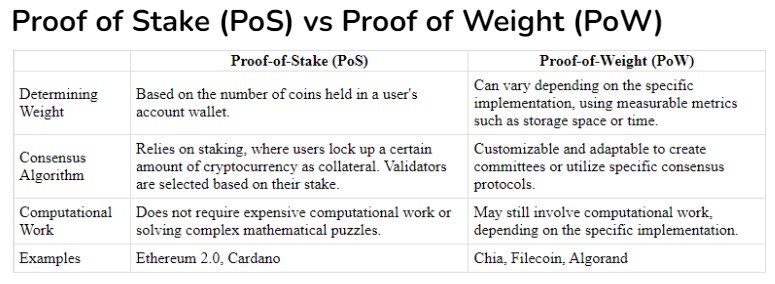 Proof of Stake (PoS) vs Proof of Weight (PoW)
Proof-of-Stake (PoS)
Proof-of-Weight (PoW)
Determining
Weight
Based on the number of coins held in a user's
account wallet.
Can vary depending on the specific
implementation, using measurable metrics
such as storage space or time.
Consensus
Algorithm
Relies on staking, where users lock up a certain
amount of cryptocurrency as collateral. Validators
are selected based on their stake.
Customizable and adaptable to create
committees or utilize specific consensus
protocols.
Computational
Work
Does not require expensive computational work or
solving complex mathematical puzzles.
May still involve computational work,
depending on the specific implementation.
Examples
Ethereum 2.0, Cardano
Chia, Filecoin, Algorand